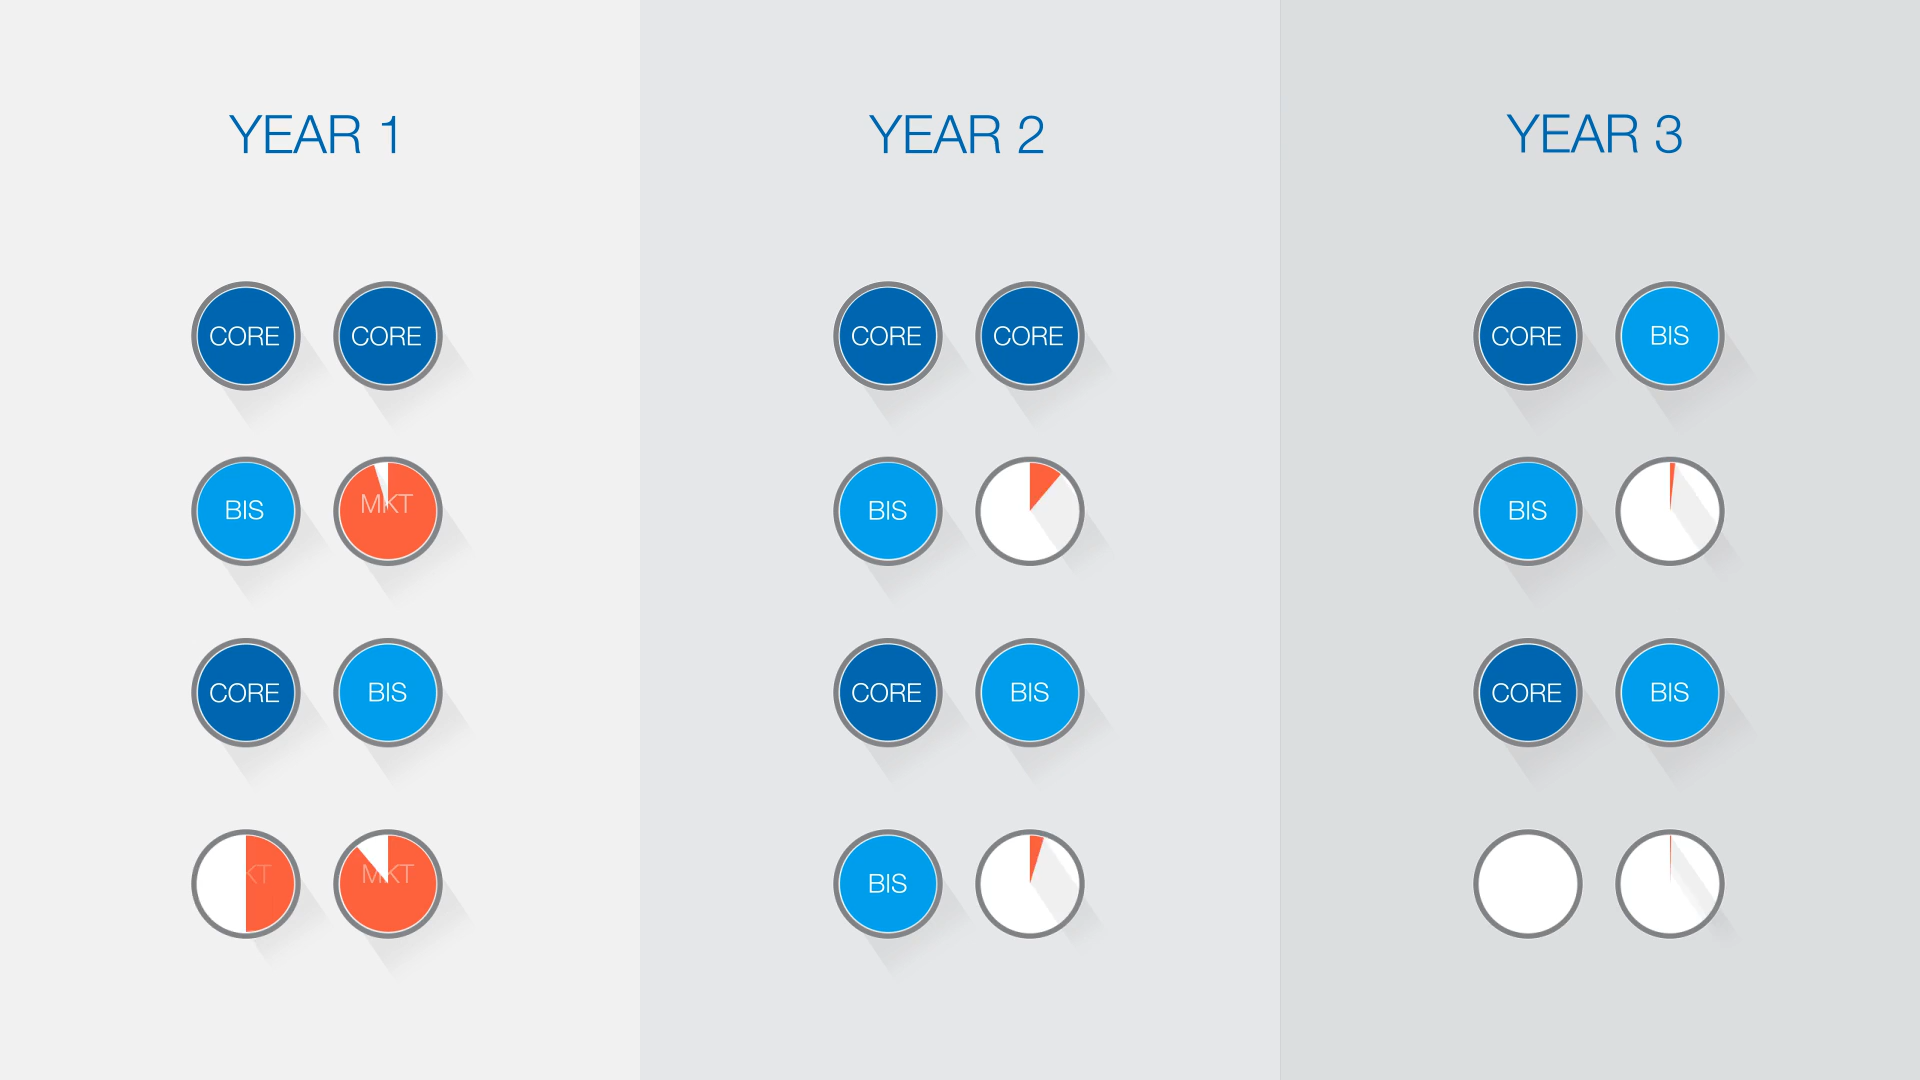 YEAR 1 YEAR 2 YEAR 3
CORE CORE CORE CORE CORE BIS
BIS MKT BIS BIS
CORE BIS CORE BIS CORE BIS
KT MKT BIS